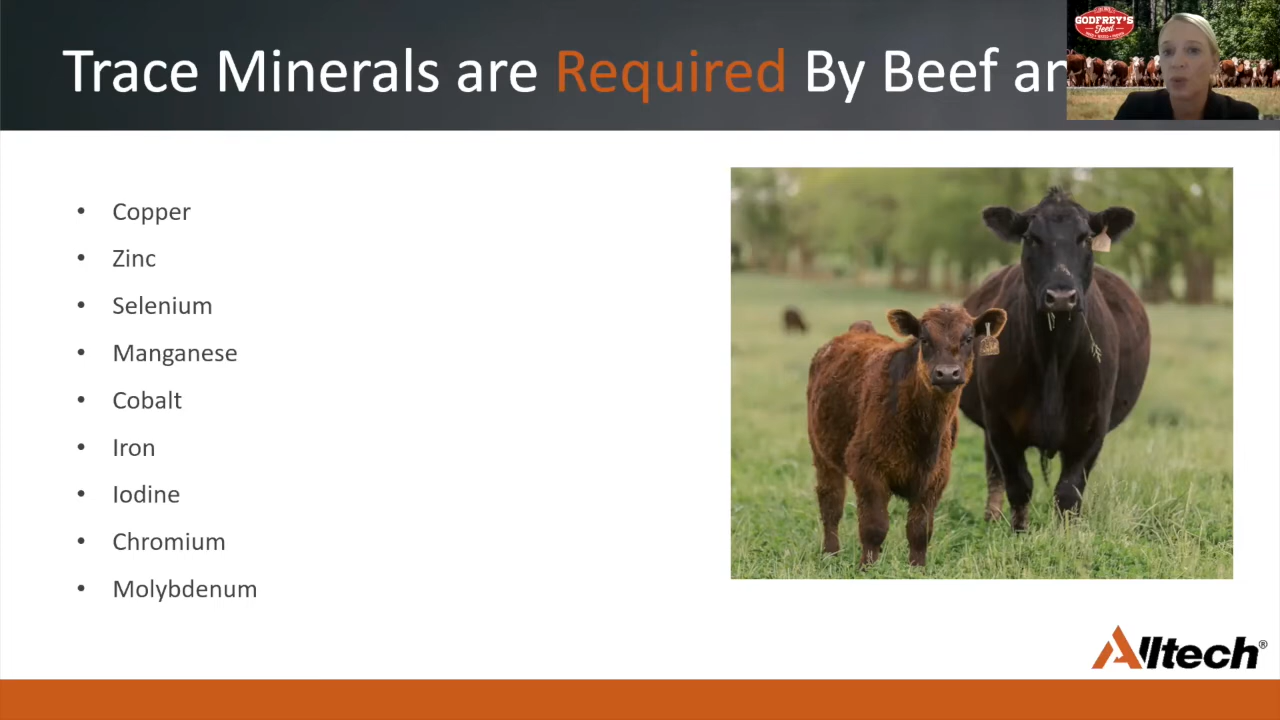 Trace Minerals are Required By Beef an
GODFREY'S
Feed
• Copper
• Zinc
• Selenium
• Manganese
• Cobalt
• Iron
• Iodine
• Chromium
• Molybdenum
Alltech®